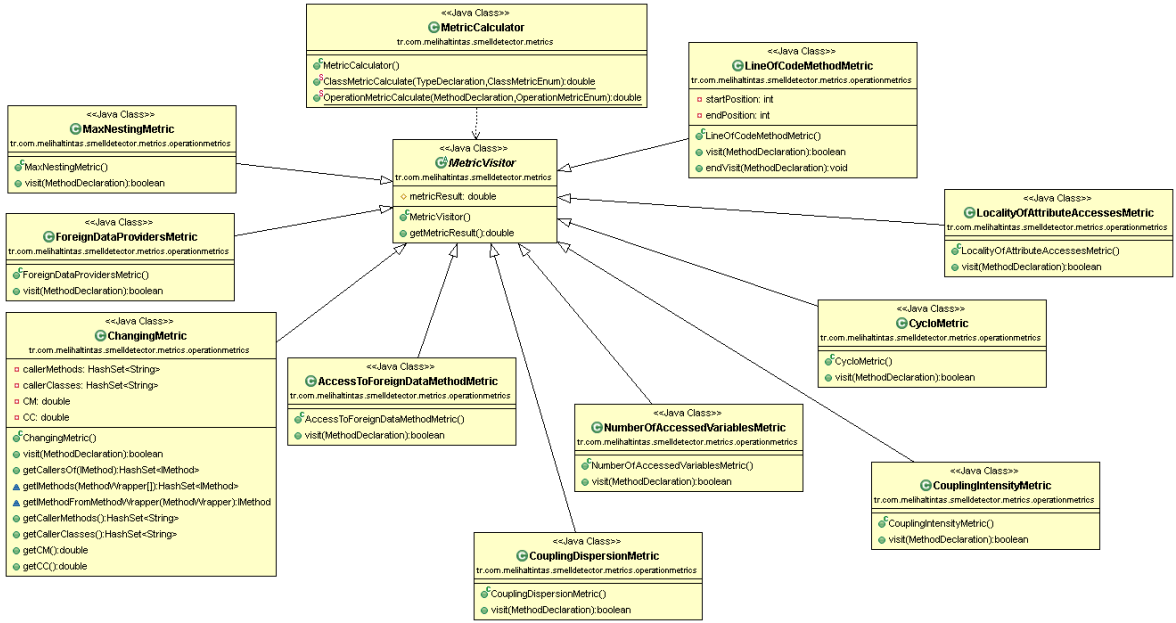 <<Java Class>>
MetricCalculator
tr.com.melihaltintas.smelldetector.metrics
MetricCalculator()
ClassMetricCalculate(TypeDeclaration,ClassMetricEnum):double
OperationMetricCalculate(MethodDeclaration,OperationMetricEnum):double
<<Java Class>>
LineOfCodeMethodMetric
tr.com.melihaltintas.smelldetector.metrics.operationmetrics
startPosition: int
endPosition: int
LineOfCodeMethodMetric()
visit(MethodDeclaration):boolean
endVisit(MethodDeclaration):void
<<Java Class>>
MaxNestingMetric
tr.com.melihaltintas.smelldetector.metrics.operationmetrics
MaxNestingMetric()
visit(MethodDeclaration):boolean
<<Java Class>>
MetricVisitor
tr.com.melihaltintas.smelldetector.metrics
metricResult: double
MetricVisitor()
getMetricResult():double
<<Java Class>>
LocalityOfAttributeAccessesMetric
tr.com.melihaltintas.smelldetector.metrics.operationmetrics
LocalityOfAttributeAccessesMetric()
visit(MethodDeclaration):boolean
<<Java Class>>
ForeignDataProvidersMetric
tr.com.melihaltintas.smelldetector.metrics.operationmetrics
ForeignDataProvidersMetric()
visit(MethodDeclaration):boolean
<<Java Class>>
CycloMetric
tr.com.melihaltintas.smelldetector.metrics.operationmetrics
CycloMetric()
visit(MethodDeclaration):boolean
<<Java Class>>
ChangingMetric
tr.com.melihaltintas.smelldetector.metrics.operationmetrics
callerMethods: HashSet<String>
callerClasses: HashSet<String>
CM: double
CC: double
ChangingMetric()
visit(MethodDeclaration):boolean
getCallersOf(IMethod):HashSet<IMethod>
getIMethods(MethodWrapper[]):HashSet<IMethod>
getIMethodFromMethodWrapper(MethodWrapper):IMethod
getCallerMethods():HashSet<String>
getCallerClasses():HashSet<String>
getCM():double
getCC():double
<<Java Class>>
AccessToForeignDataMethodMetric
tr.com.melihaltintas.smelldetector.metrics.operationmetrics
AccessToForeignDataMethodMetric()
visit(MethodDeclaration):boolean
<<Java Class>>
NumberOfAccessedVariablesMetric
tr.com.melihaltintas.smelldetector.metrics.operationmetrics
NumberOfAccessedVariablesMetric()
visit(MethodDeclaration):boolean
<<Java Class>>
CouplingIntensityMetric
tr.com.melihaltintas.smelldetector.metrics.operationmetrics
CouplingIntensityMetric()
visit(MethodDeclaration):boolean
<<Java Class>>
CouplingDispersionMetric
tr.com.melihaltintas.smelldetector.metrics.operationmetrics
CouplingDispersionMetric()
visit(MethodDeclaration):boolean